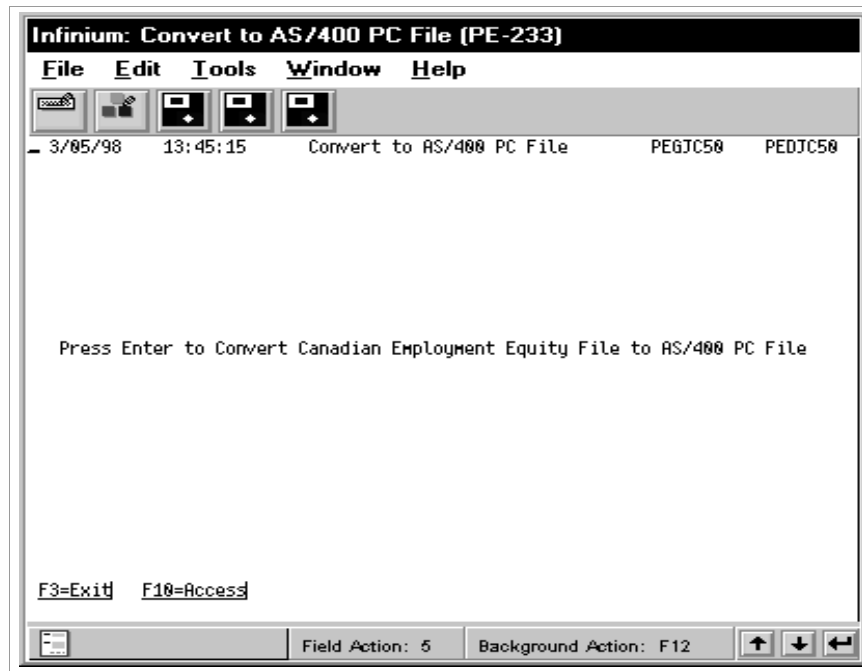 Infinium: Convert to AS/400 PC File (PE-233)
File Edit Tools Window Help
3/05/98 13:45:15 Convert to AS/400 PC File PEGJC50 PEDJC50
Press Enter to Convert Canadian Employment Equity File to AS/400 PC File
F3=Exit F10=Access
Field Action: 5 Background Action: F12